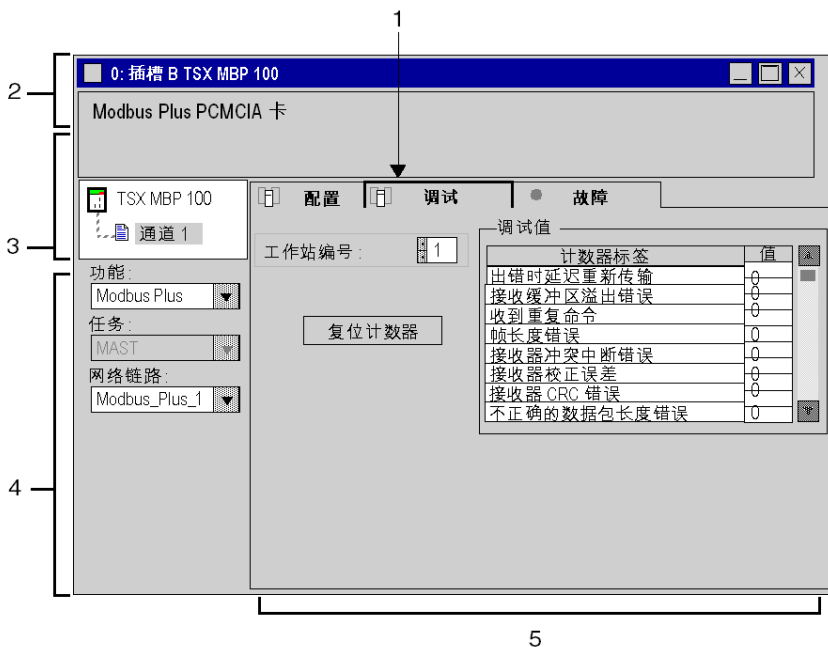 1
2
0: 插槽 B TSX MBP 100
Modbus Plus PCMCIA 卡
3
TSX MBP 100
通道 1
配置
调试
故障
4
功能:
Modbus Plus
任务:
MAST
网络链路:
Modbus_Plus_1
工作站编号:
1
复位计数器
调试值
计数器标签 值
出错时延迟重新传输 0
接收缓冲区溢出错误 0
收到重复命令 0
帧长度错误 0
接收器冲突中断错误 0
接收器校正误差 0
接收器 CRC 错误 0
不正确的数据包长度错误 0
5